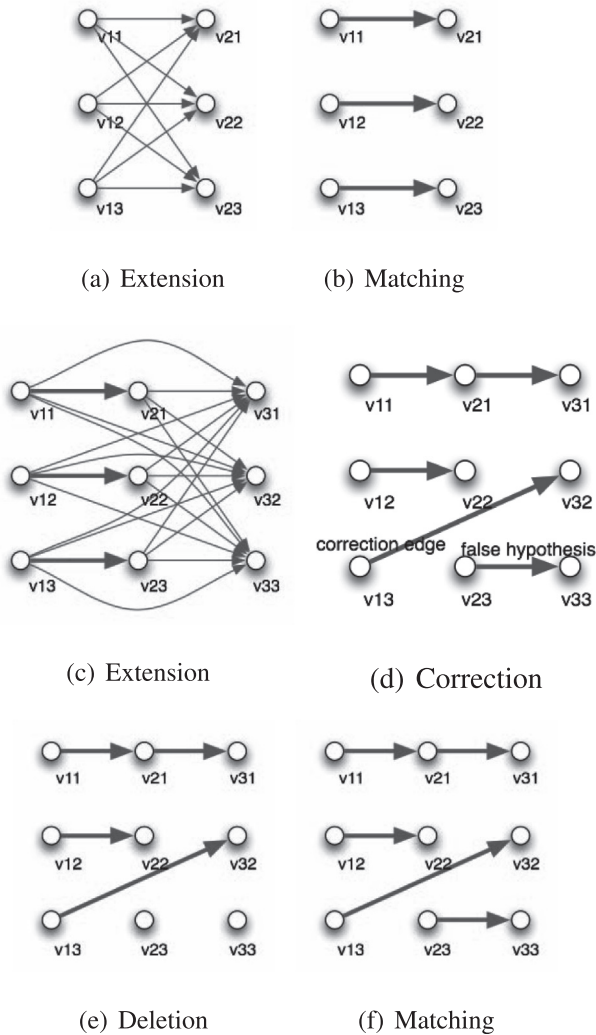 v11 v21 v11 v21
v12 v22 v12 v22
v13 v23 v13 v23
(a) Extension (b) Matching
v11 v21 v31 v11 v21 v31
v12 v22 v32 v12 v22 v32
correction edge false hypothesis
v13 v23 v33 v13 v23 v33
(c) Extension (d) Correction
v11 v21 v31 v11 v21 v31
v12 v22 v32 v12 v22 v32
v13 v23 v33 v13 v23 v33
(e) Deletion (f) Matching